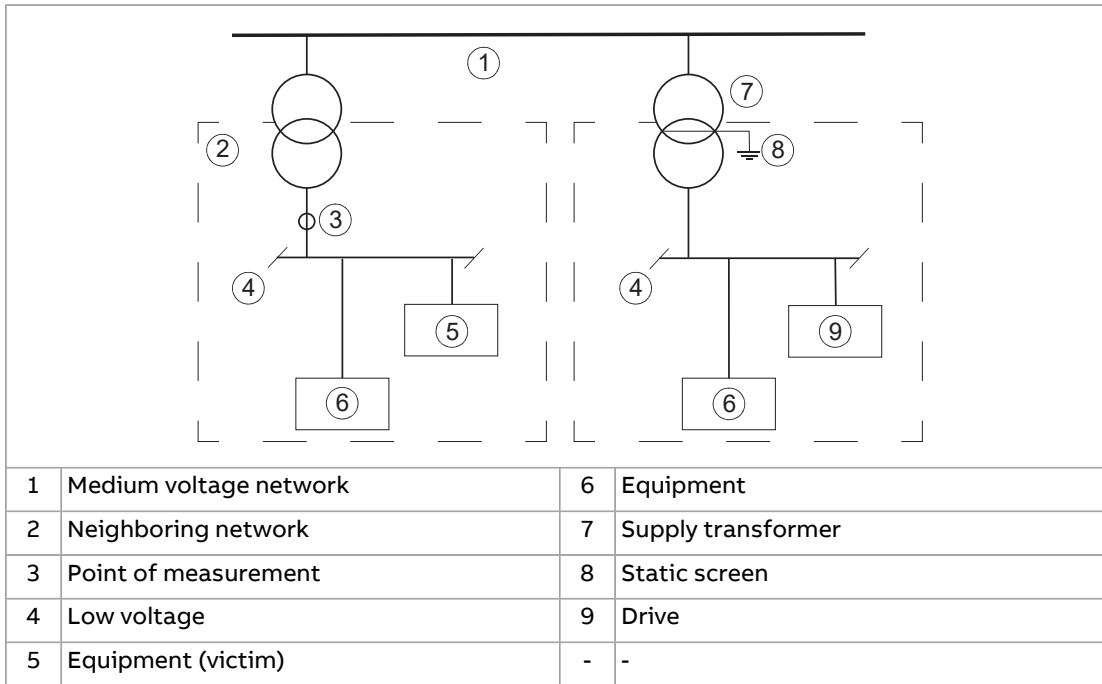 1
7
2
8
3
4
4
5
9
6
6
1 Medium voltage network 6 Equipment
2 Neighboring network 7 Supply transformer
3 Point of measurement 8 Static screen
4 Low voltage 9 Drive
5 Equipment (victim) - -